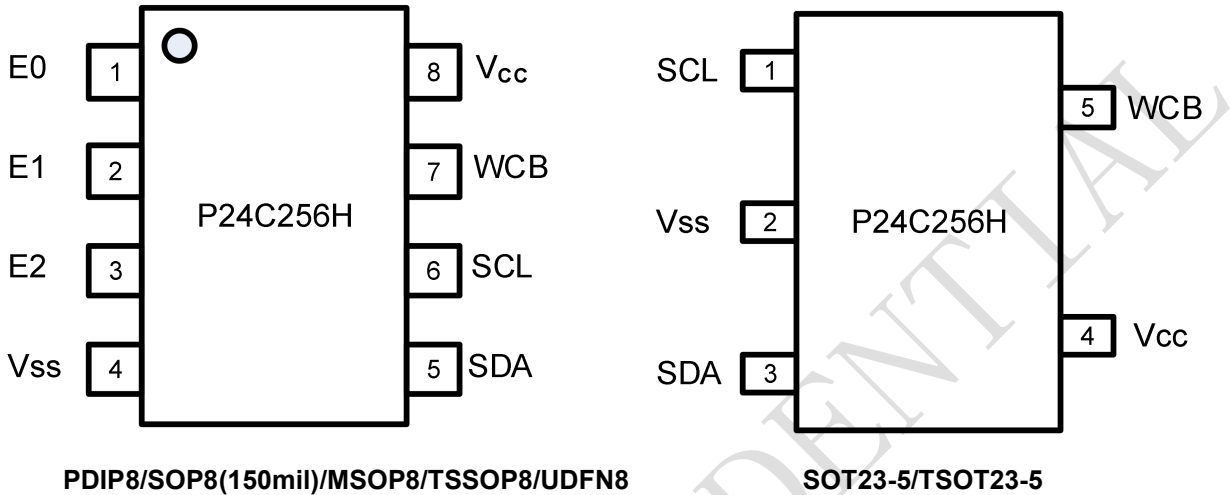 E0 1 8 Vcc
E1 2 7 WCB
P24C256H
E2 3 6 SCL
Vss 4 5 SDA
PDIP8/SOP8(150mil)/MSOP8/TSSOP8/UDFN8
SCL 1
5 WCB
Vss 2 P24C256H
4 Vcc
SDA 3
SOT23-5/TSOT23-5
DENTIAL